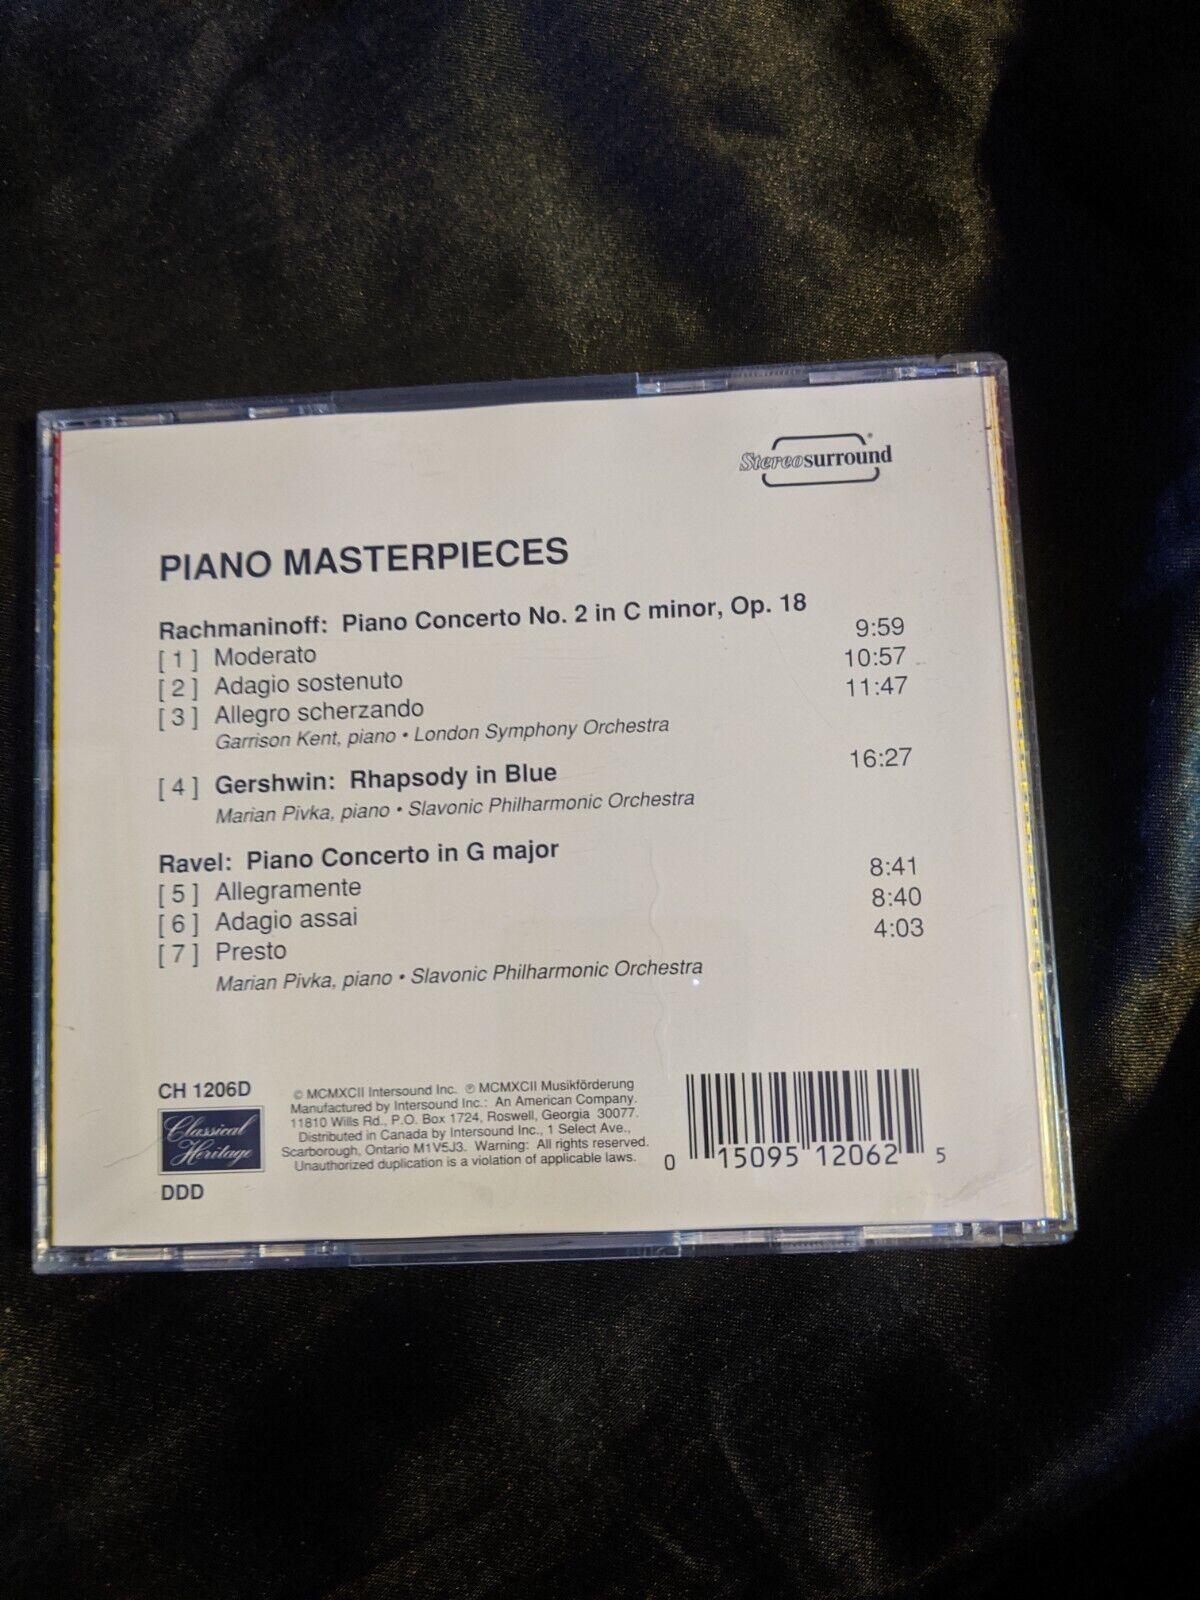 Stereosurround®
PIANO MASTERPIECES
Rachmaninoff: Piano Concerto No. 2 in C minor, Op. 18
[ 1 ] Moderato 9:59
[ 2 ] Adagio sostenuto 10:57
[ 3 ] Allegro scherzando 11:47
Garrison Kent, piano • London Symphony Orchestra
[ 4 ] Gershwin: Rhapsody in Blue 16:27
Marian Pivka, piano • Slavonic Philharmonic Orchestra
Ravel: Piano Concerto in G major
[ 5 ] Allegramente 8:41
[ 6 ] Adagio assai 8:40
[ 7 ] Presto 4:03
Marian Pivka, piano • Slavonic Philharmonic Orchestra
CH 1206D
Classical
Heritage
DDD
© MCMXCII Intersound Inc. ℗ MCMXCII Musikförderung
Manufactured by Intersound Inc.: An American Company.
11810 Wills Rd., P.O. Box 1724, Roswell, Georgia 30077.
Distributed in Canada by Intersound Inc., 1 Select Ave.,
Scarborough, Ontario M1V5J3. Warning: All rights reserved.
Unauthorized duplication is a violation of applicable laws.
0 15095 12062 5